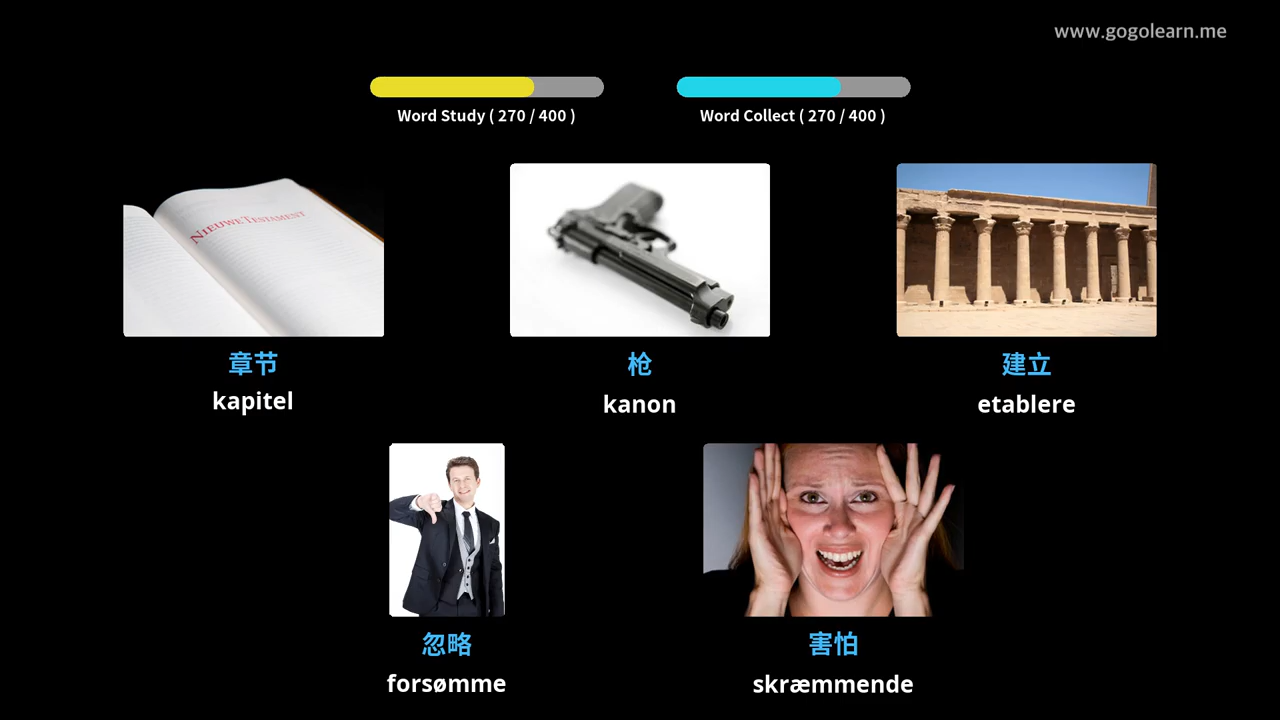 www.gogolearn.me
Word Study ( 270 / 400 )
Word Collect ( 270 / 400 )
NIEUWE TESTAMENT
章节
kapitel
枪
kanon
建立
etablere
忽略
forsømme
害怕
skræmmende